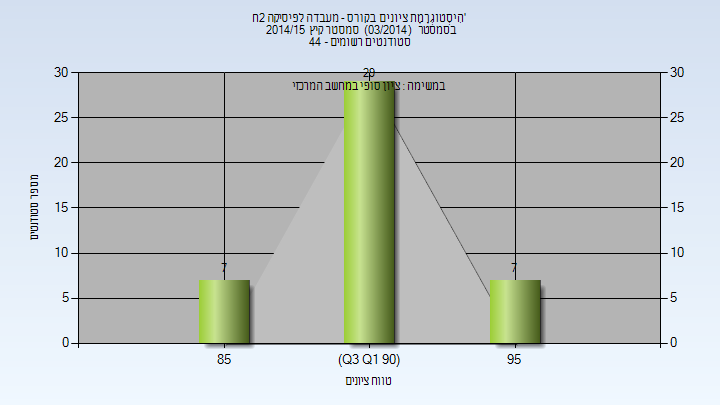 היסטוגרמת ציונים בקורס - מעבדה לפיסיקה 2ח'
בסמסטר (03/2014) סמסטר קיץ 2014/15
סטודנטים רשומים - 44
במשימה : ציון סופי במחשב המרכזי
מספר סטודנטים
30 30
25 25
20 20
15 15
10 10
5 5
0 0
7
29
7
85
(Q3 Q1 90)
95
טווח ציונים